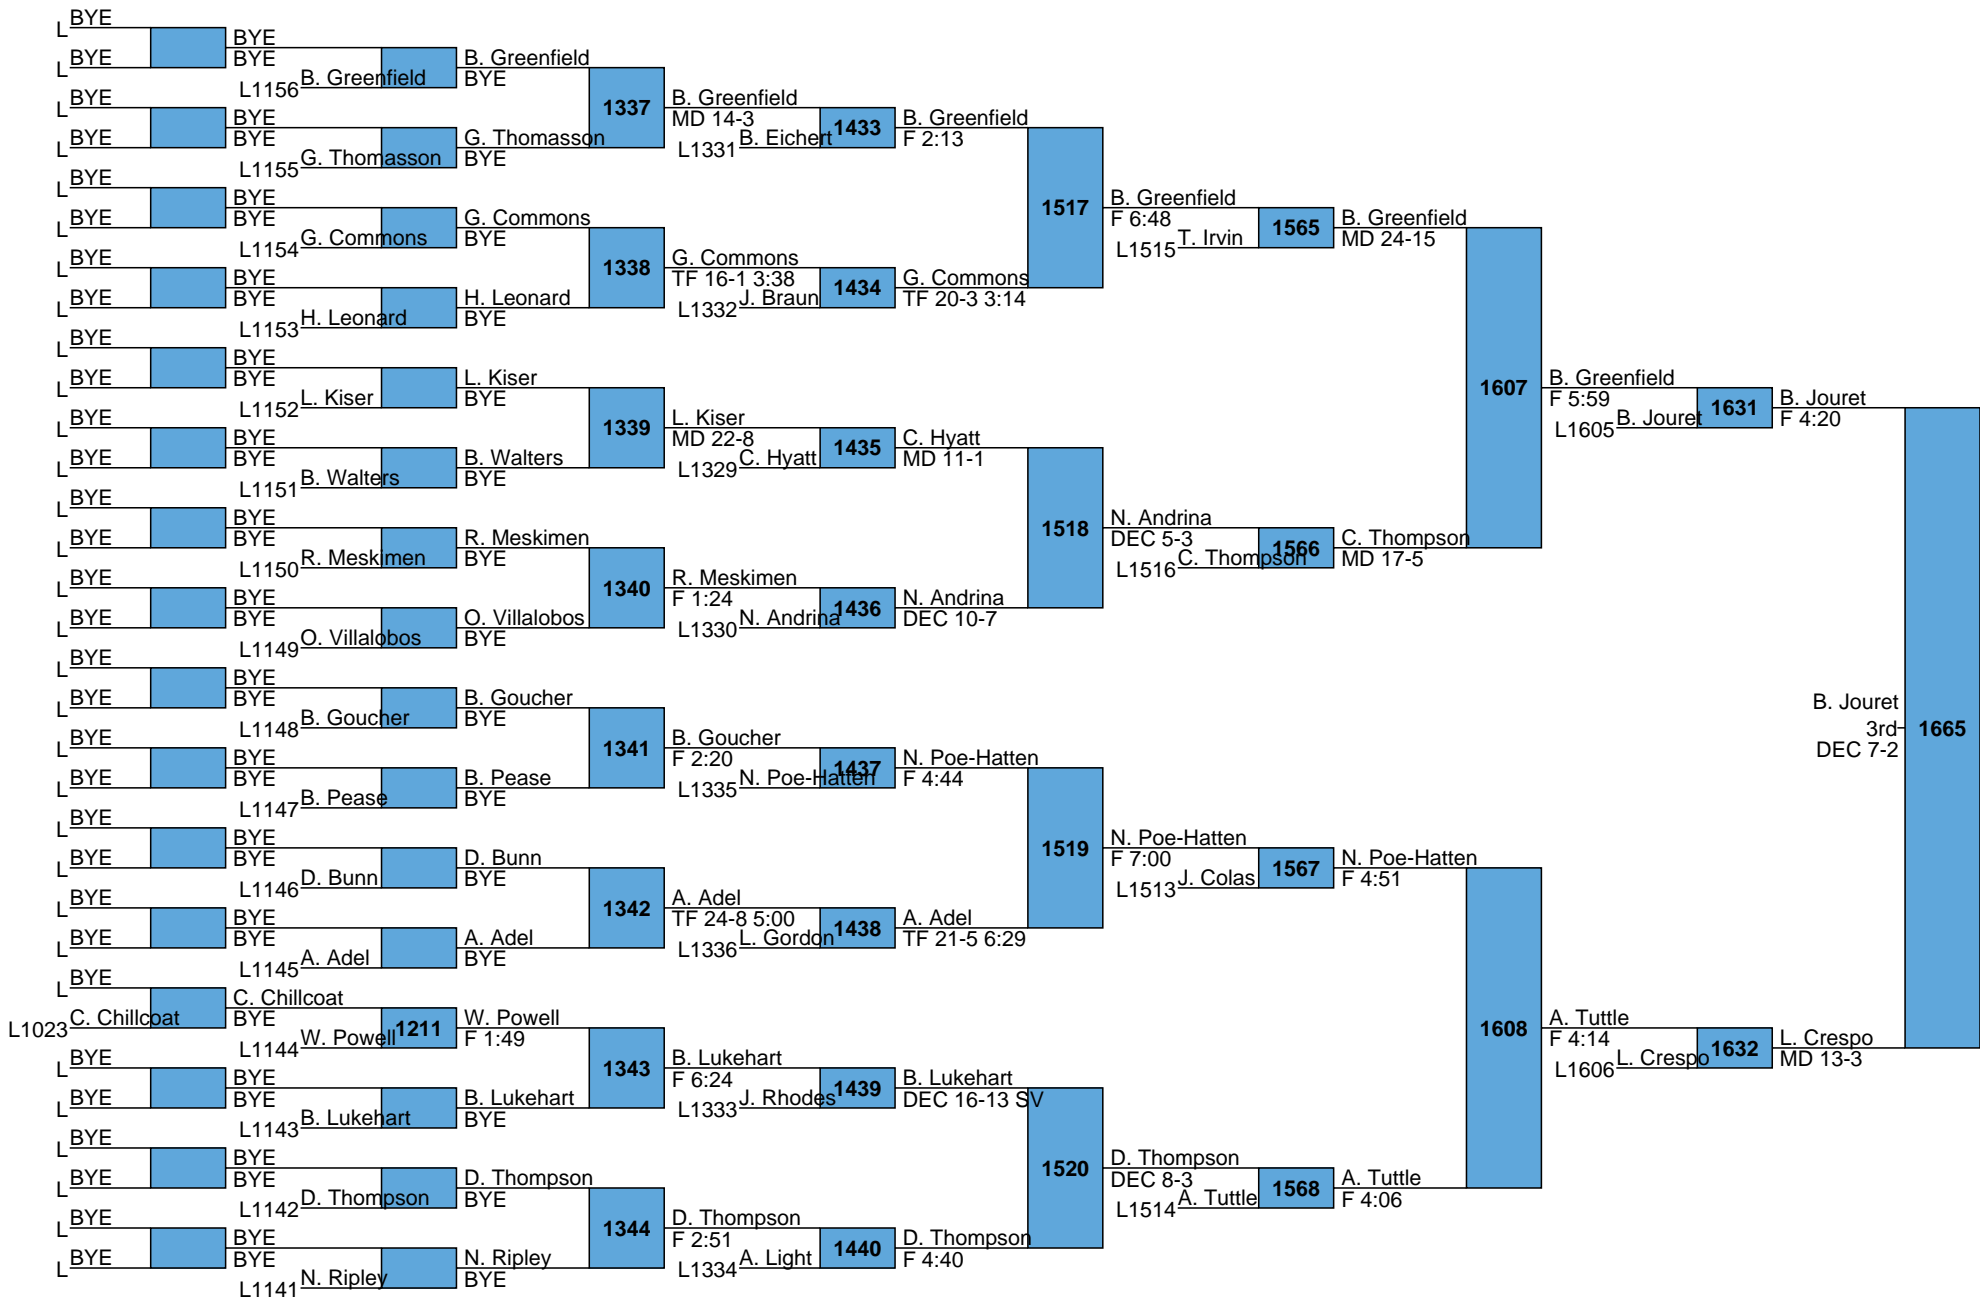 BYE
L
BYE
L
BYE
BYE
L1156 B. Greenfield
B. Greenfield
BYE
BYE
L
BYE
L
BYE
BYE
L1155 G. Thomasson
G. Thomasson
BYE
1337
B. Greenfield
MD 14-3
L1331 B. Eichert
1433
B. Greenfield
F 2:13
BYE
L
BYE
L
BYE
BYE
L1154 G. Commons
G. Commons
BYE
BYE
L
BYE
L
BYE
BYE
L1153 H. Leonard
H. Leonard
BYE
1338
G. Commons
TF 16-1 3:38
L1332 J. Braun
1434
G. Commons
TF 20-3 3:14
1517
B. Greenfield
F 6:48
L1515 T. Irvin
1565
B. Greenfield
MD 24-15
BYE
L
BYE
L
BYE
BYE
L1152 L. Kiser
L. Kiser
BYE
BYE
L
BYE
L
BYE
BYE
L1151 B. Walters
B. Walters
BYE
1339
L. Kiser
MD 22-8
L1329 C. Hyatt
1435
C. Hyatt
MD 11-1
BYE
L
BYE
L
BYE
BYE
L1150 R. Meskimen
R. Meskimen
BYE
BYE
L
BYE
L
BYE
BYE
L1149 O. Villalobos
O. Villalobos
BYE
1340
R. Meskimen
F 1:24
L1330 N. Andrina
1436
N. Andrina
DEC 10-7
1518
N. Andrina
DEC 5-3
L1516 C. Thompson
1566
C. Thompson
MD 17-5
1607
B. Greenfield
F 5:59
L1605 B. Jouret
1631
B. Jouret
F 4:20
BYE
L
BYE
L
BYE
BYE
L1148 B. Goucher
B. Goucher
BYE
BYE
L
BYE
L
BYE
BYE
L1147 B. Pease
B. Pease
BYE
1341
B. Goucher
F 2:20
L1335 N. Poe-Hatten
1437
N. Poe-Hatten
F 4:44
BYE
L
BYE
L
BYE
BYE
L1146 D. Bunn
D. Bunn
BYE
BYE
L
BYE
L
BYE
BYE
L1145 A. Adel
A. Adel
BYE
1342
A. Adel
TF 24-8 5:00
L1336 L. Gordon
1438
A. Adel
TF 21-5 6:29
1519
N. Poe-Hatten
F 7:00
L1513 J. Colas
1567
N. Poe-Hatten
F 4:51
BYE
L
L1023 C. Chillcoat
C. Chillcoat
BYE
L1144 W. Powell
1211
W. Powell
F 1:49
BYE
L
BYE
L
BYE
BYE
L1143 B. Lukehart
B. Lukehart
BYE
1343
B. Lukehart
F 6:24
L1333 J. Rhodes
1439
B. Lukehart
DEC 16-13 SV
BYE
L
BYE
L
BYE
BYE
L1142 D. Thompson
D. Thompson
BYE
BYE
L
BYE
L
BYE
BYE
L1141 N. Ripley
N. Ripley
BYE
1344
D. Thompson
F 2:51
L1334 A. Light
1440
D. Thompson
F 4:40
1520
D. Thompson
DEC 8-3
L1514 A. Tuttle
1568
A. Tuttle
F 4:06
1608
A. Tuttle
F 4:14
L1606 L. Crespo
1632
L. Crespo
MD 13-3
B. Jouret
3rd
DEC 7-2
1665